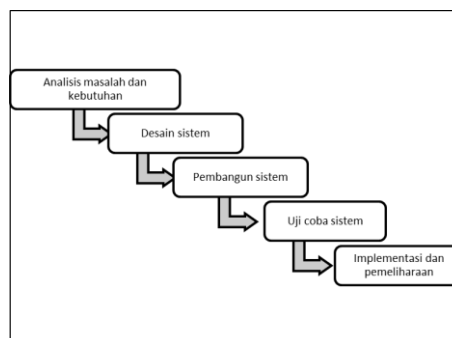 Analisis masalah dan
kebutuhan
Desain sistem
Pembangun sistem
Uji coba sistem
Implementasi dan
pemeliharaan